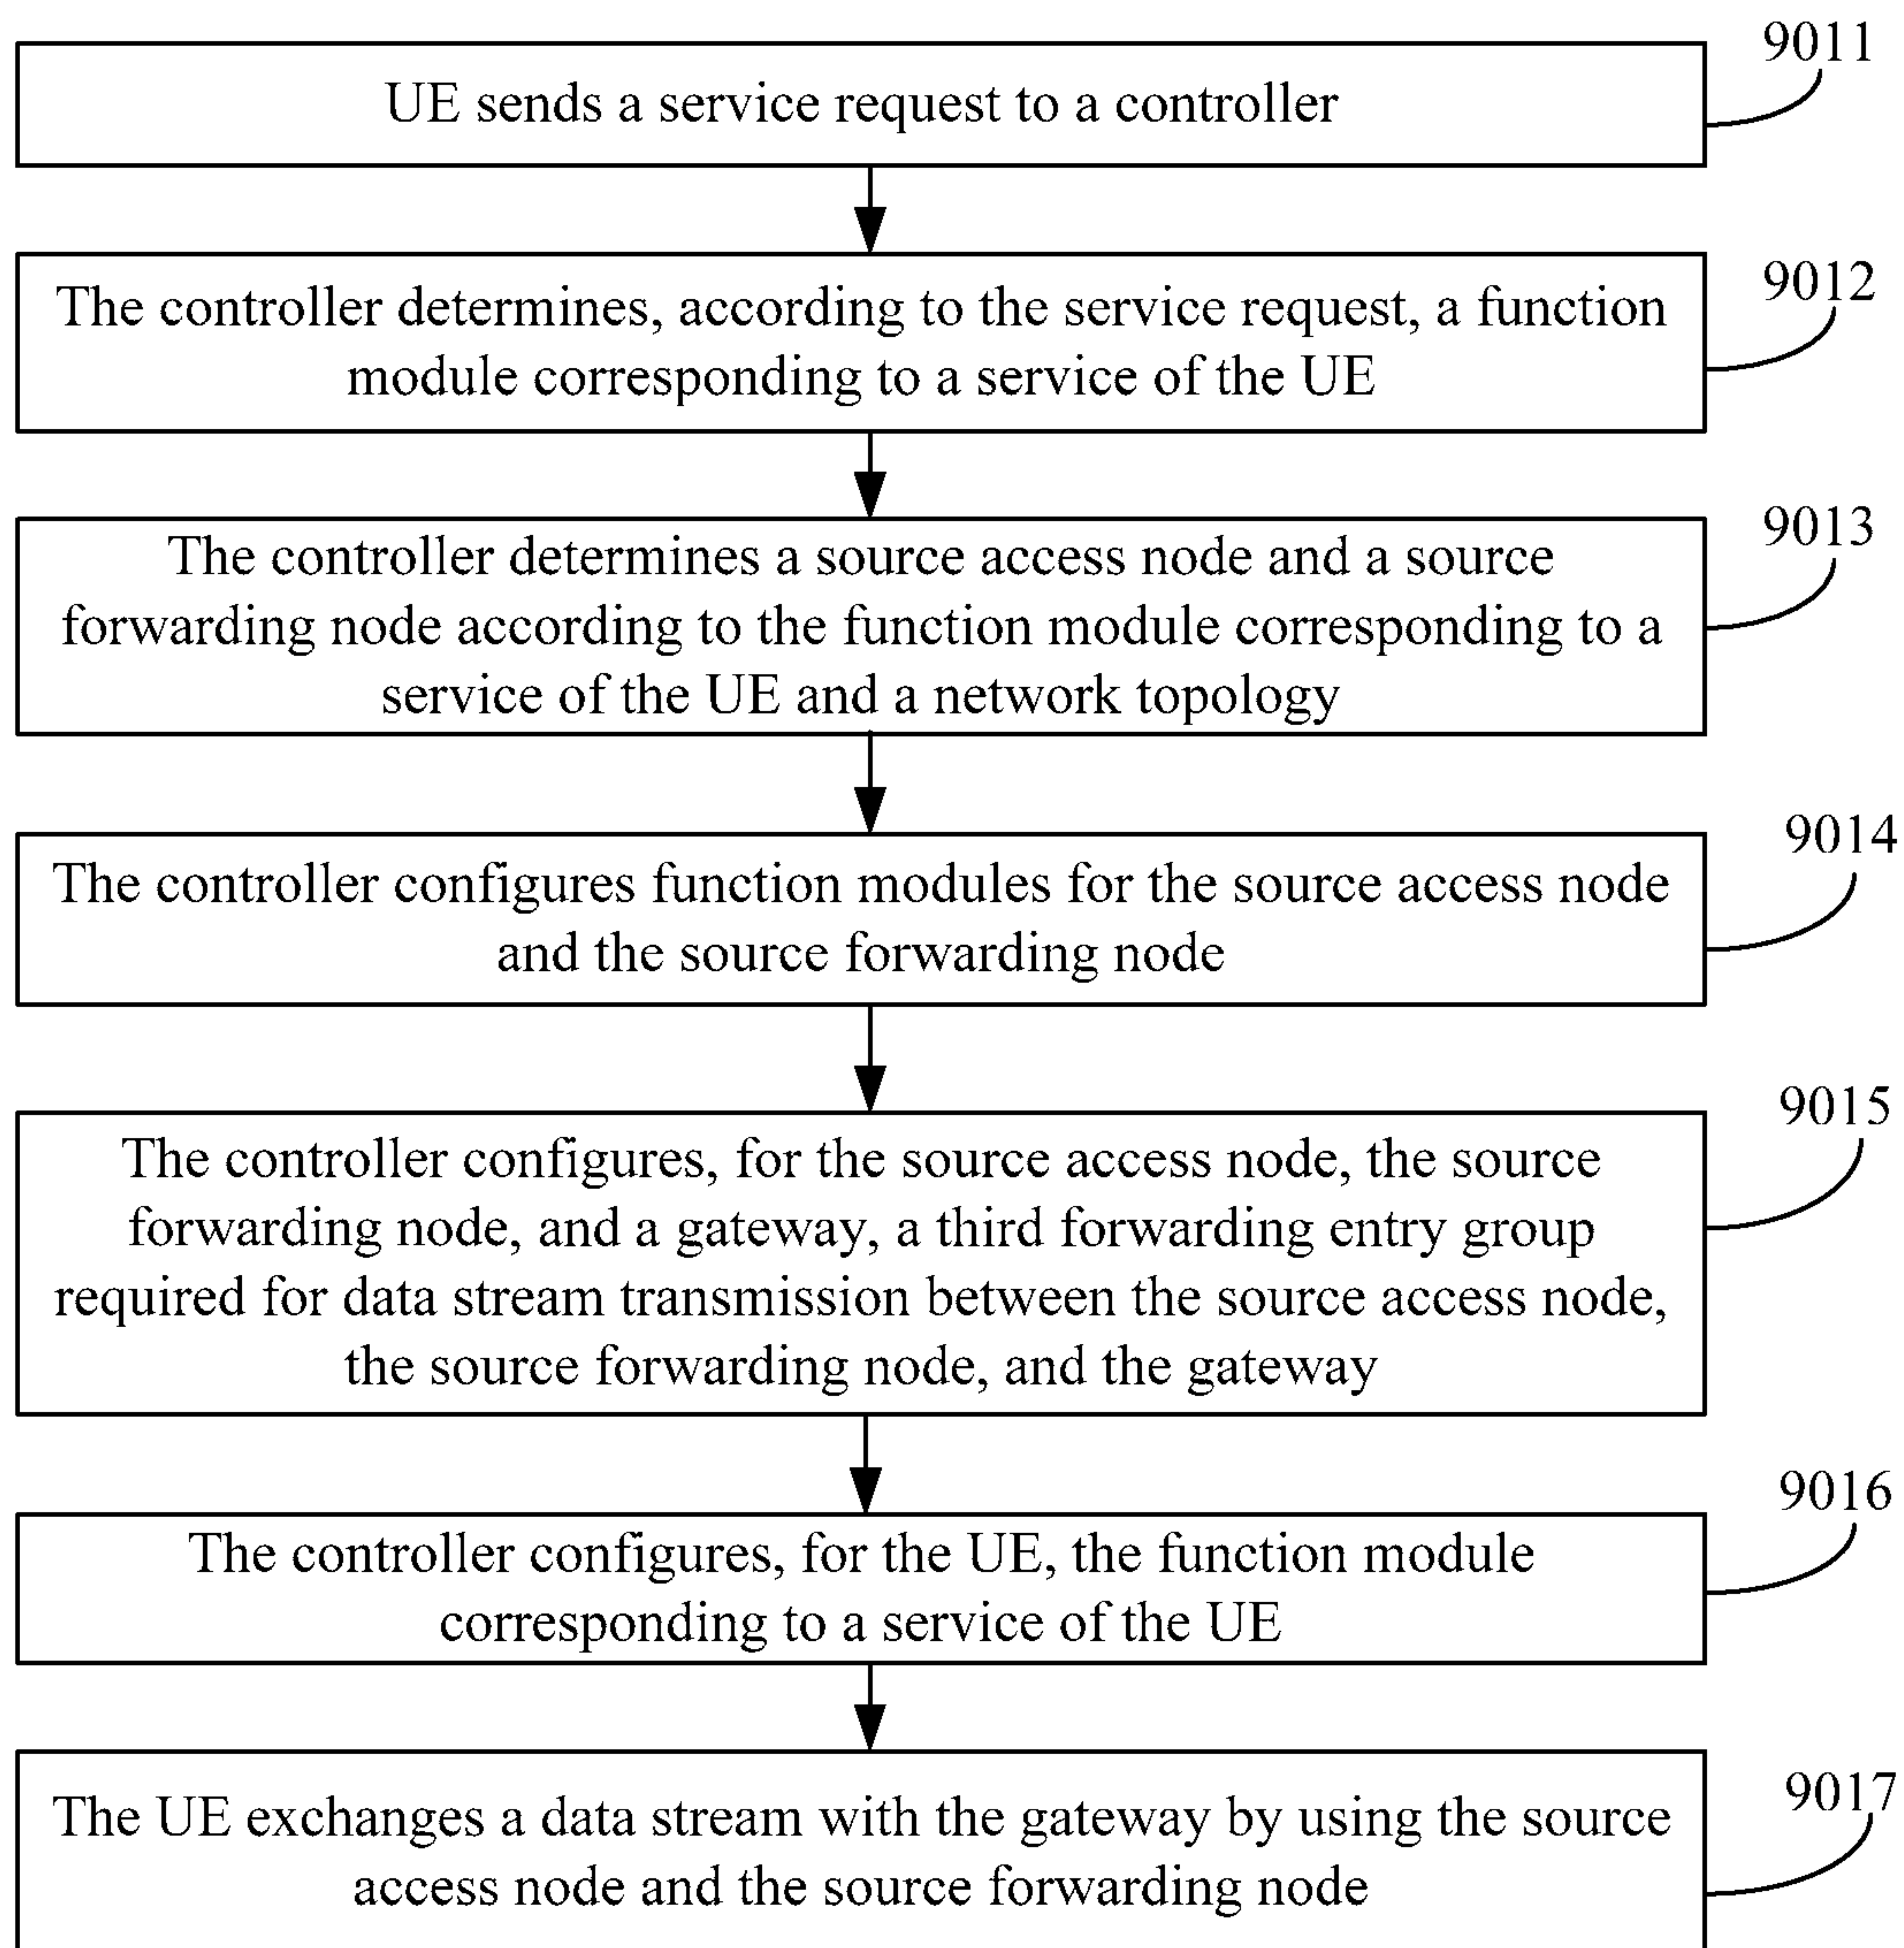 9011
UE sends a service request to a controller
9012
The controller determines, according to the service request, a function
module corresponding to a service of the UE
9013
The controller determines a source access node and a source
forwarding node according to the function module corresponding to a
service of the UE and a network topology
9014
The controller configures function modules for the source access node
and the source forwarding node
9015
The controller configures, for the source access node, the source
forwarding node, and a gateway, a third forwarding entry group
required for data stream transmission between the source access node,
the source forwarding node, and the gateway
9016
The controller configures, for the UE, the function module
corresponding to a service of the UE
9017
The UE exchanges a data stream with the gateway by using the source
access node and the source forwarding node